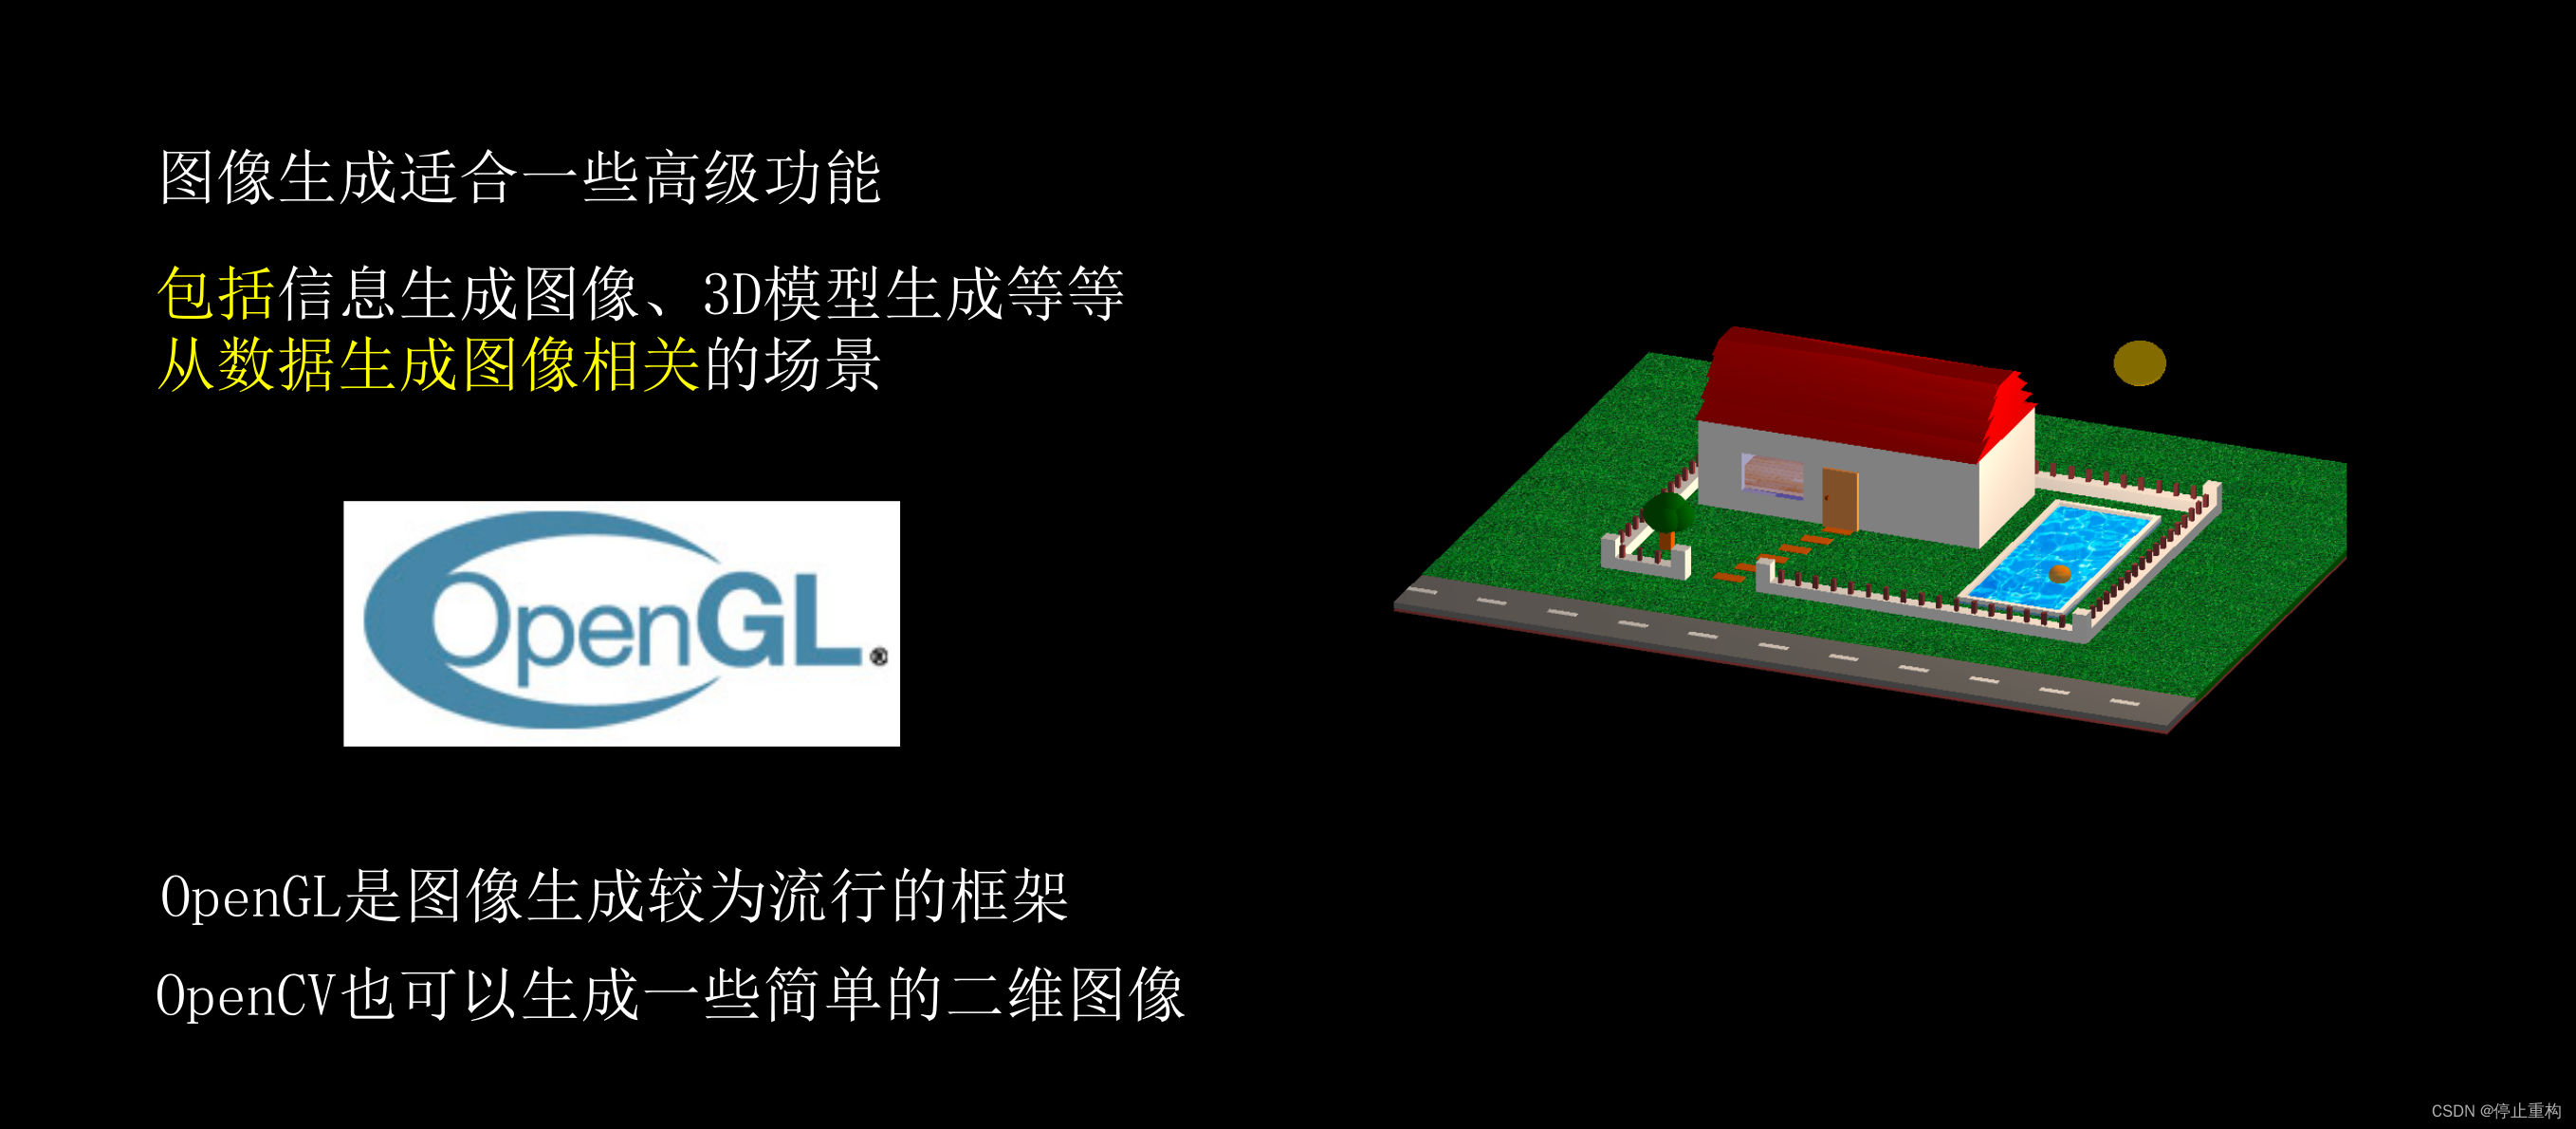 图像生成适合一些高级功能
包括信息生成图像、3D模型生成等等
从数据生成图像相关的场景
OpenGL®
OpenGL是图像生成较为流行的框架
OpenCV也可以生成一些简单的二维图像
CSDN @停止重构